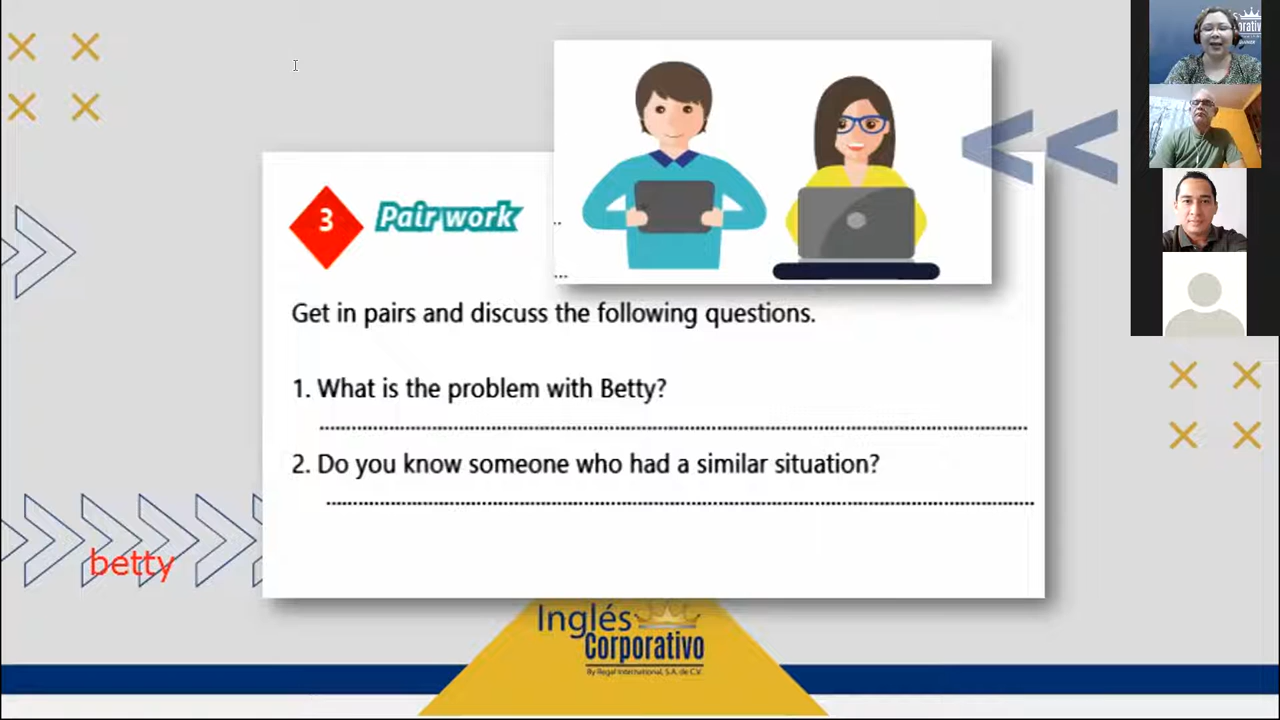 3 Pair work
Get in pairs and discuss the following questions.
1. What is the problem with Betty?
2. Do you know someone who had a similar situation?
betty
Inglés
Corporativo
By Regal International, S.A. de C.V.